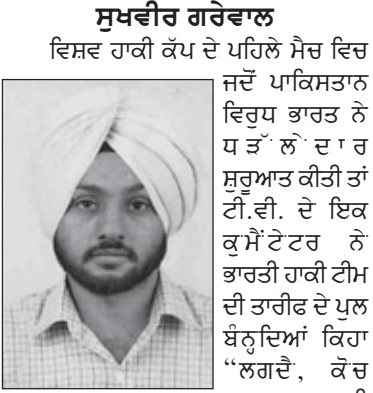 ਸੁਖਵੀਰ ਗਰੇਵਾਲ
ਵਿਸ਼ਵ ਹਾਕੀ ਕੱਪ ਦੇ ਪਹਿਲੇ ਮੈਚ ਵਿਚ
ਜਦੋਂ ਪਾਕਿਸਤਾਨ
ਵਿਰੁਧ ਭਾਰਤ ਨੇ
ਧੜੱਲੇਦਾਰ
ਸ਼ੁਰੂਆਤ ਕੀਤੀ ਤਾਂ
ਟੀ.ਵੀ. ਦੇ ਇਕ
ਕੁਮੈਂਟੇਟਰ ਨੇ
ਭਾਰਤੀ ਹਾਕੀ ਟੀਮ
ਦੀ ਤਾਰੀਫ ਦੇ ਪੁਲ
ਬੰਨ੍ਹਦਿਆਂ ਕਿਹਾ
“ਲਗਦੈ, ਕੋਚ